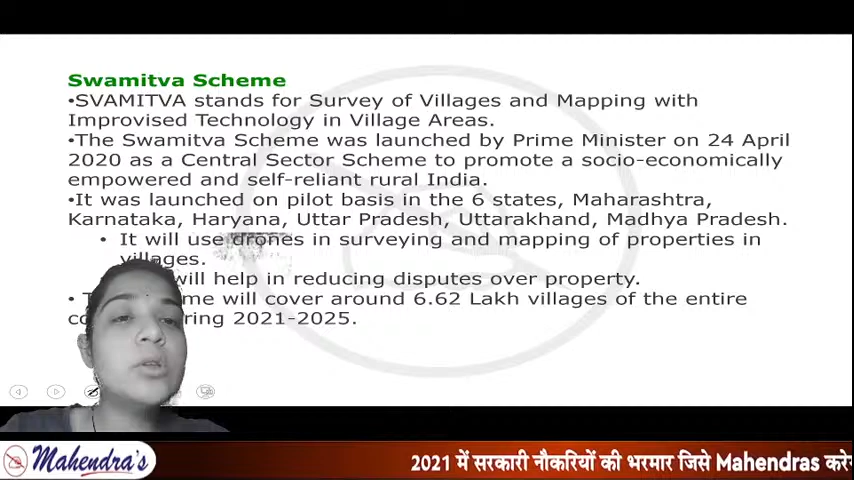 Swamitva Scheme
•SVAMITVA stands for Survey of Villages and Mapping with
Improvised Technology in Village Areas.
•The Swamitva Scheme was launched by Prime Minister on 24 April
2020 as a Central Sector Scheme to promote a socio-economically
empowered and self-reliant rural India.
•It was launched on pilot basis in the 6 states, Maharashtra,
Karnataka, Haryana, Uttar Pradesh, Uttarakhand, Madhya Pradesh.
• It will use drones in surveying and mapping of properties in
villages.
will help in reducing disputes over property.
• will cover around 6.62 Lakh villages of the entire
2021-2025.
Mahendra's
2021 में सरकारी नौकरियों की भरमार जिसे Mahendras